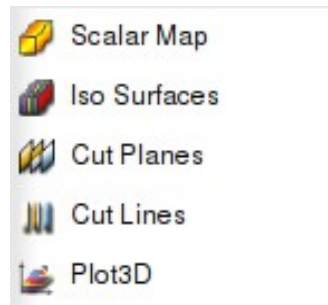 Scalar Map
Iso Surfaces
Cut Planes
Cut Lines
Plot3D